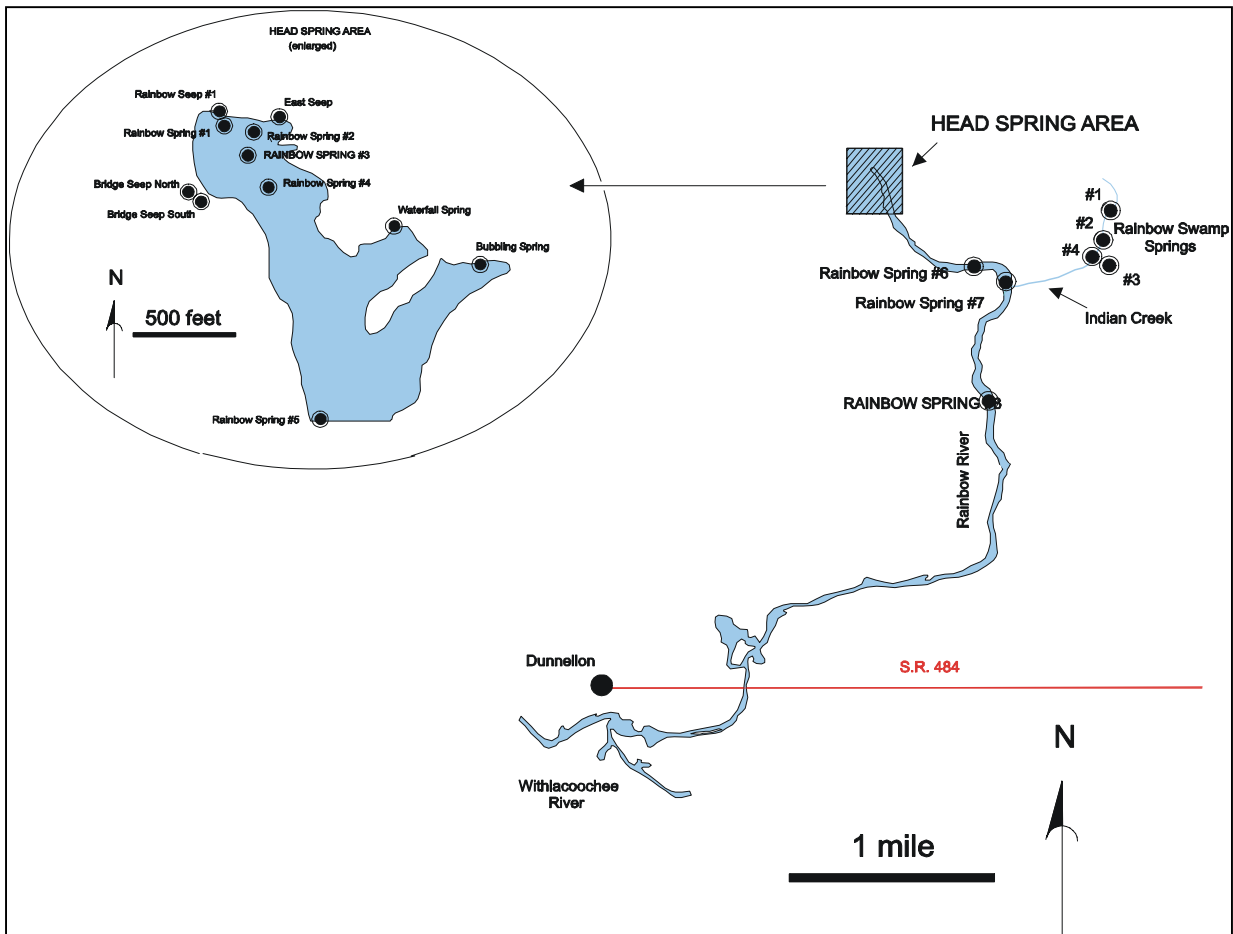 HEAD SPRING AREA
(enlarged)
Rainbow Seep #1
East Seep
Rainbow Spring #1
Rainbow Spring #2
RAINBOW SPRING #3
Bridge Seep North
Rainbow Spring #4
Bridge Seep South
Waterfall Spring
Bubbling Spring
N
500 feet
Rainbow Spring #5
HEAD SPRING AREA
#1
#2
Rainbow Swamp
Springs
#4
#3
Rainbow Spring #6
Rainbow Spring #7
Indian Creek
RAINBOW SPRING
Rainbow River
Dunnellon
S.R. 484
Withlacoochee
River
N
1 mile